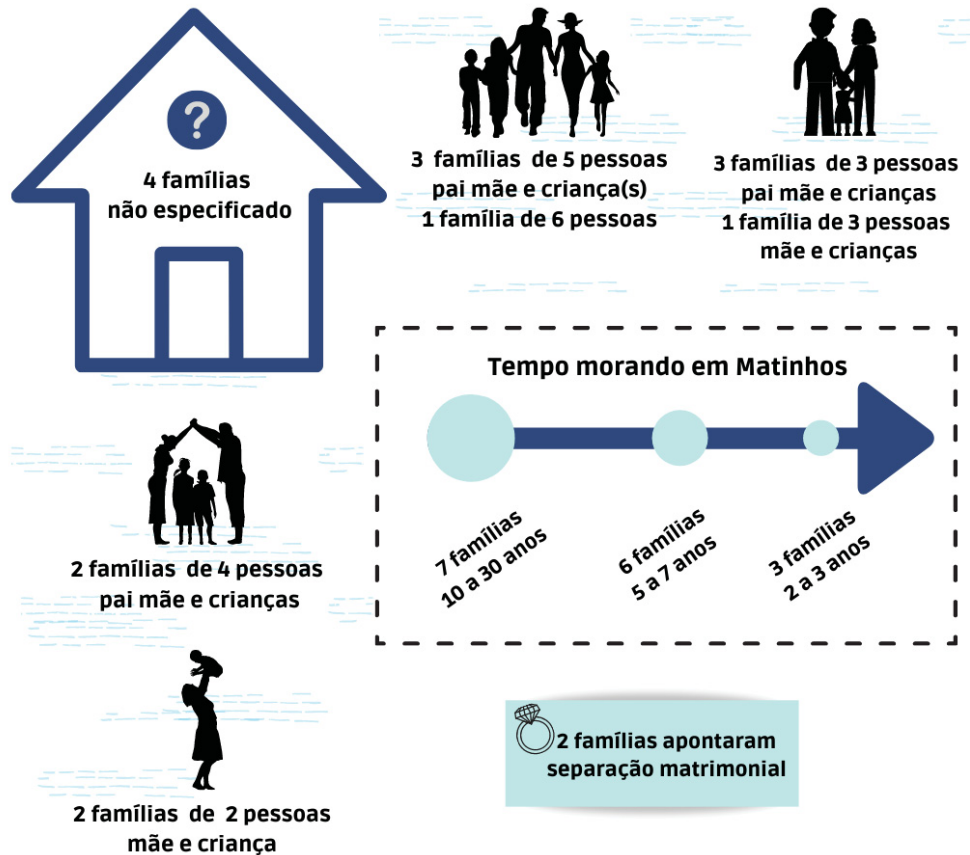 ?
4 famílias
não especificado
3 famílias de 5 pessoas
pai mãe e criança(s)
1 família de 6 pessoas
3 famílias de 3 pessoas
pai mãe e crianças
1 família de 3 pessoas
mãe e crianças
Tempo morando em Matinhos
7 famílias
10 a 30 anos
6 famílias
5 a 7 anos
3 famílias
2 a 3 anos
2 famílias de 4 pessoas
pai mãe e crianças
2 famílias de 2 pessoas
mãe e criança
2 famílias apontaram
separação matrimonial